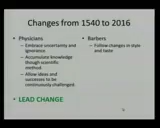 Changes from 1540 to 2016
• Physicians
– Embrace uncertainty and
ignorance
– Accumulate knowledge
though scientific
method
– Allow ideas and
successes to be
continuously challenged.
• LEAD CHANGE
• Barbers
– Follow changes in style
and taste